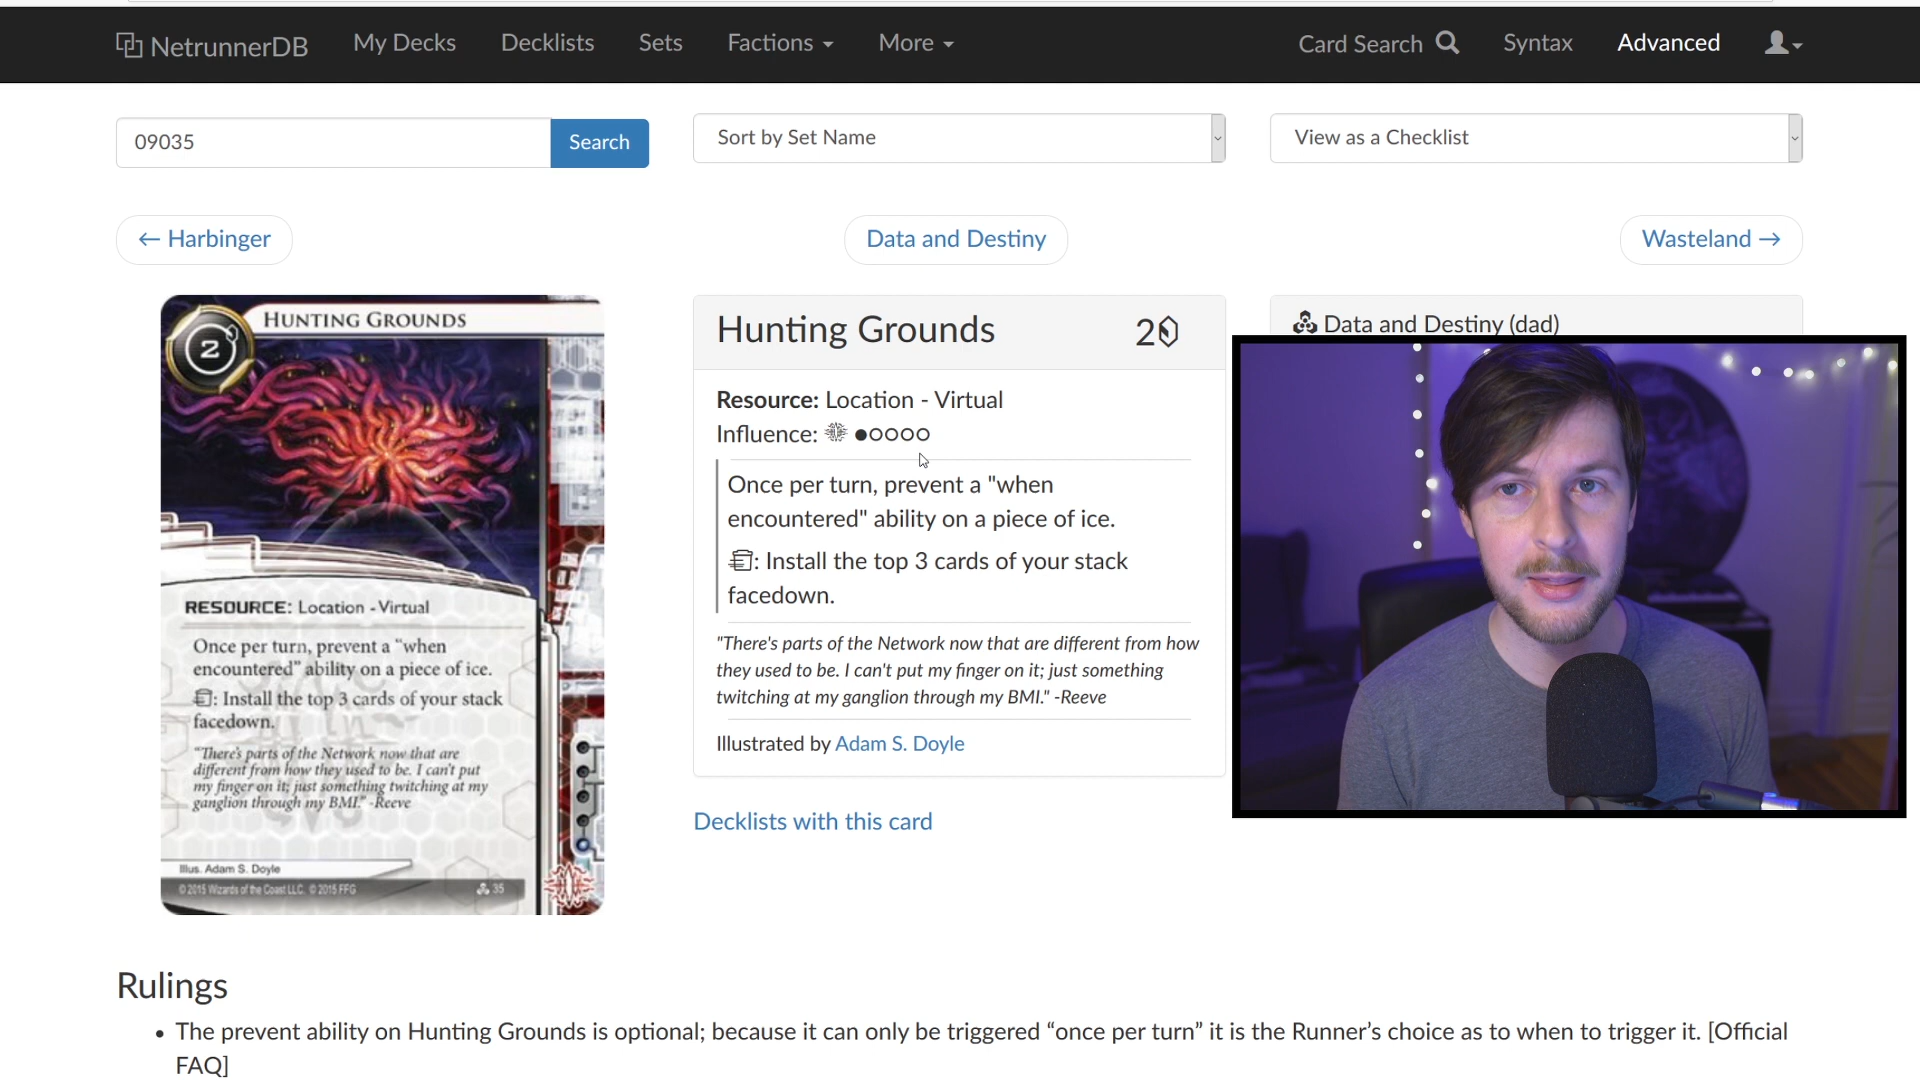 NetrunnerDB My Decks Decklists Sets Factions More Card Search Syntax Advanced
09035 Search Sort by Set Name View as a Checklist
← Harbinger Data and Destiny Wasteland →
2 HUNTING GROUNDS
RESOURCE: Location - Virtual
Once per turn, prevent a “when
encountered” ability on a piece of ice.
: Install the top 3 cards of your stack
facedown.
“There's parts of the Network now that are
different from how they used to be. I can't put
my finger on it; just something twitching at my
ganglion through my BMI.” -Reeve
Illus. Adam S. Doyle
© 2015 Wizards of the Coast LLC. © 2015 FFG 35
Hunting Grounds 2
Resource: Location - Virtual
Influence:
Once per turn, prevent a "when
encountered" ability on a piece of ice.
: Install the top 3 cards of your stack
facedown.
"There's parts of the Network now that are different from how
they used to be. I can't put my finger on it; just something
twitching at my ganglion through my BMI." -Reeve
Illustrated by Adam S. Doyle
Decklists with this card
Data and Destiny (dad)
Rulings
• The prevent ability on Hunting Grounds is optional; because it can only be triggered “once per turn” it is the Runner’s choice as to when to trigger it. [Official
FAQ]